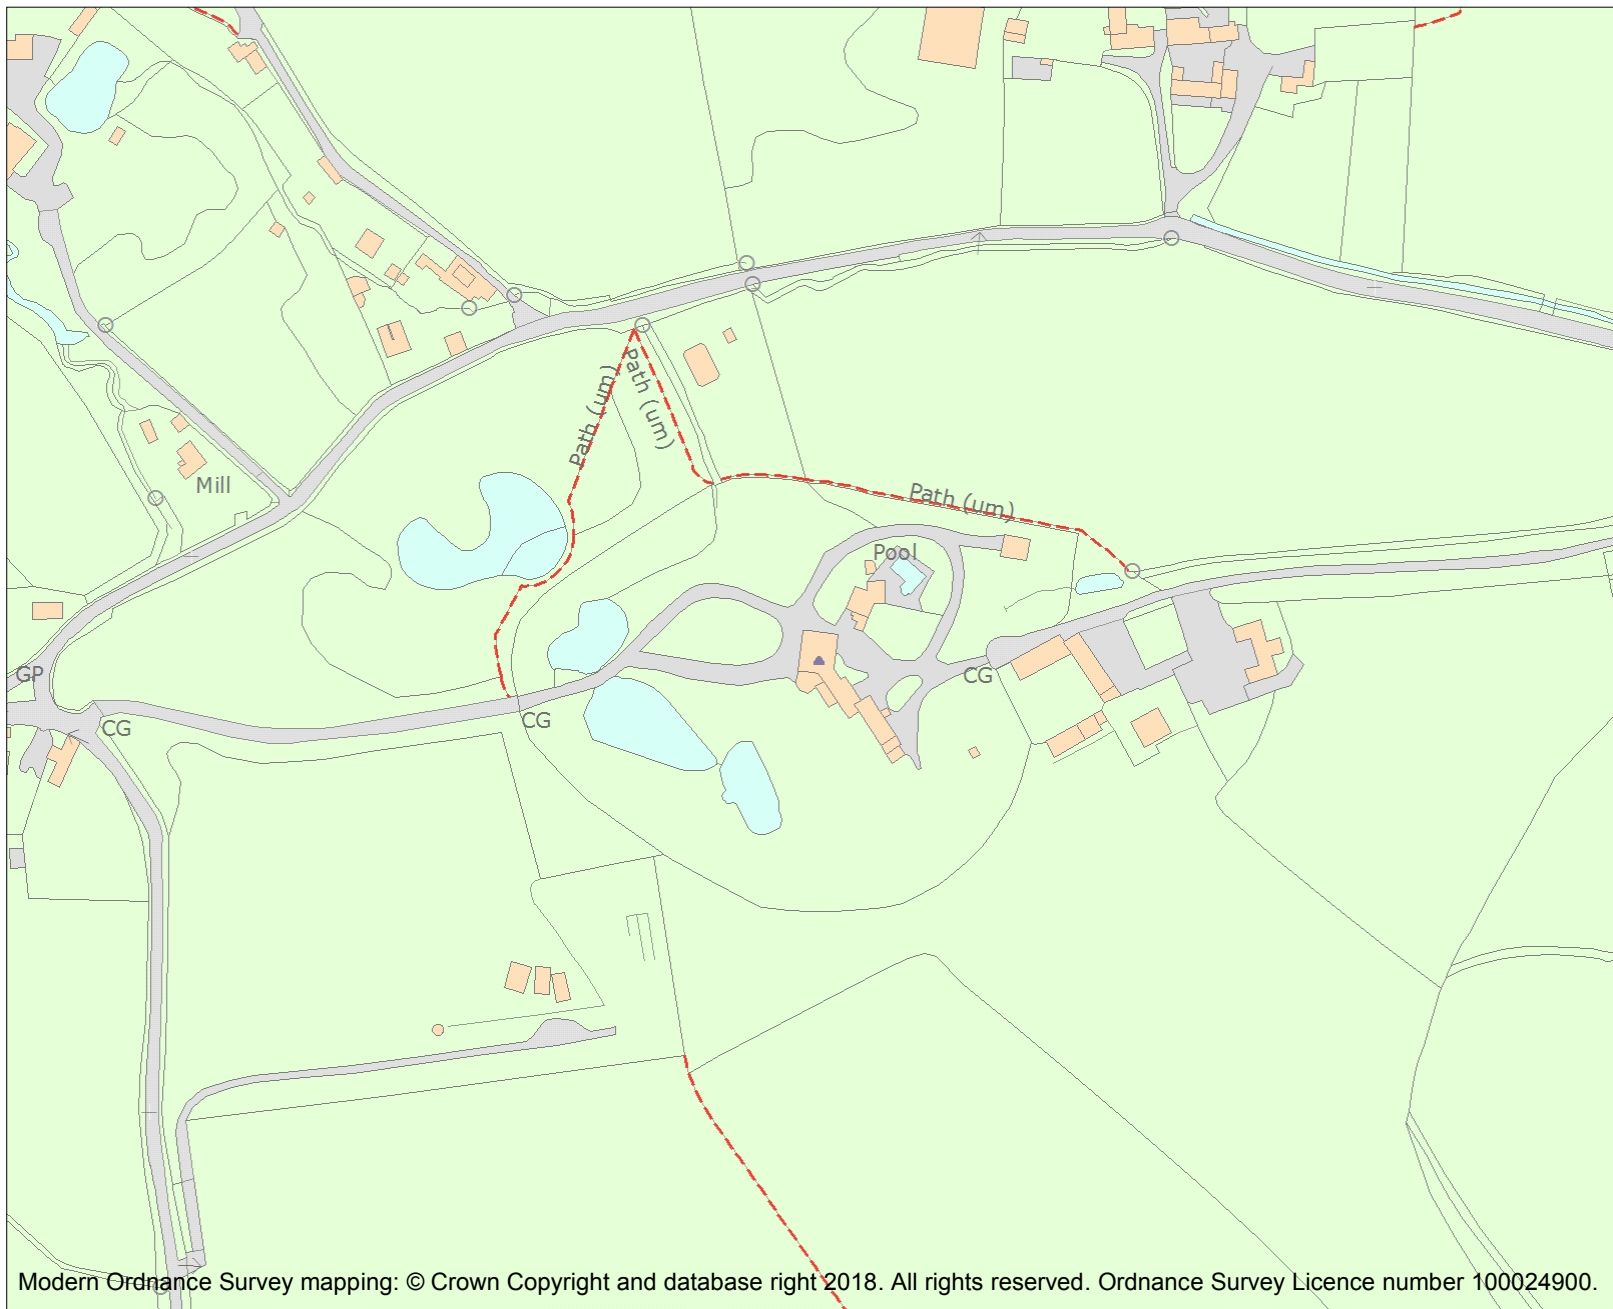 Path (um)
Path (um)
Mill
Path (um)
Pool
GP
CG
CG
CG
Modern Ordnance Survey mapping: © Crown Copyright and database right 2018. All rights reserved. Ordnance Survey Licence number 100024900.